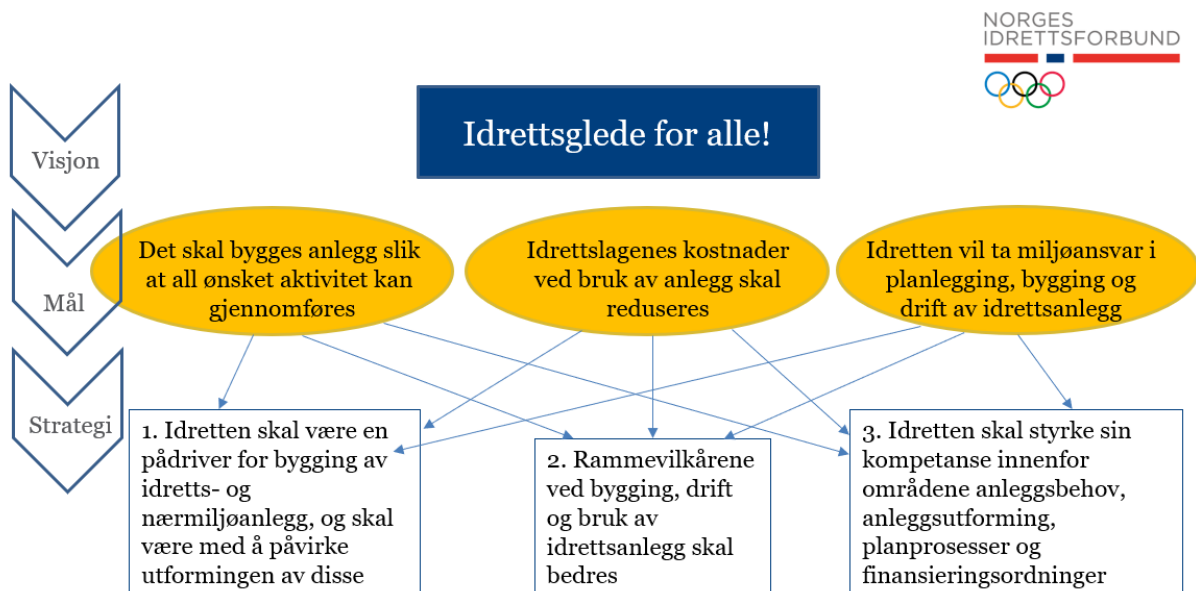 NORGES
IDRETTSFORBUND
Visjon
Idrettsglede for alle!
Mål
Det skal bygges anlegg slik
at all ønsket aktivitet kan
gjennomføres
Idrettslagenes kostnader
ved bruk av anlegg skal
reduseres
Idretten vil ta miljøansvar i
planlegging, bygging og
drift av idrettsanlegg
Strategi
1. Idretten skal være en
pådriver for bygging av
idretts- og
nærmiljøanlegg, og skal
være med å påvirke
utformingen av disse
2. Rammevilkårene
ved bygging, drift
og bruk av
idrettsanlegg skal
bedres
3. Idretten skal styrke sin
kompetanse innenfor
områdene anleggsbehov,
anleggsutforming,
planprosesser og
finansieringsordninger